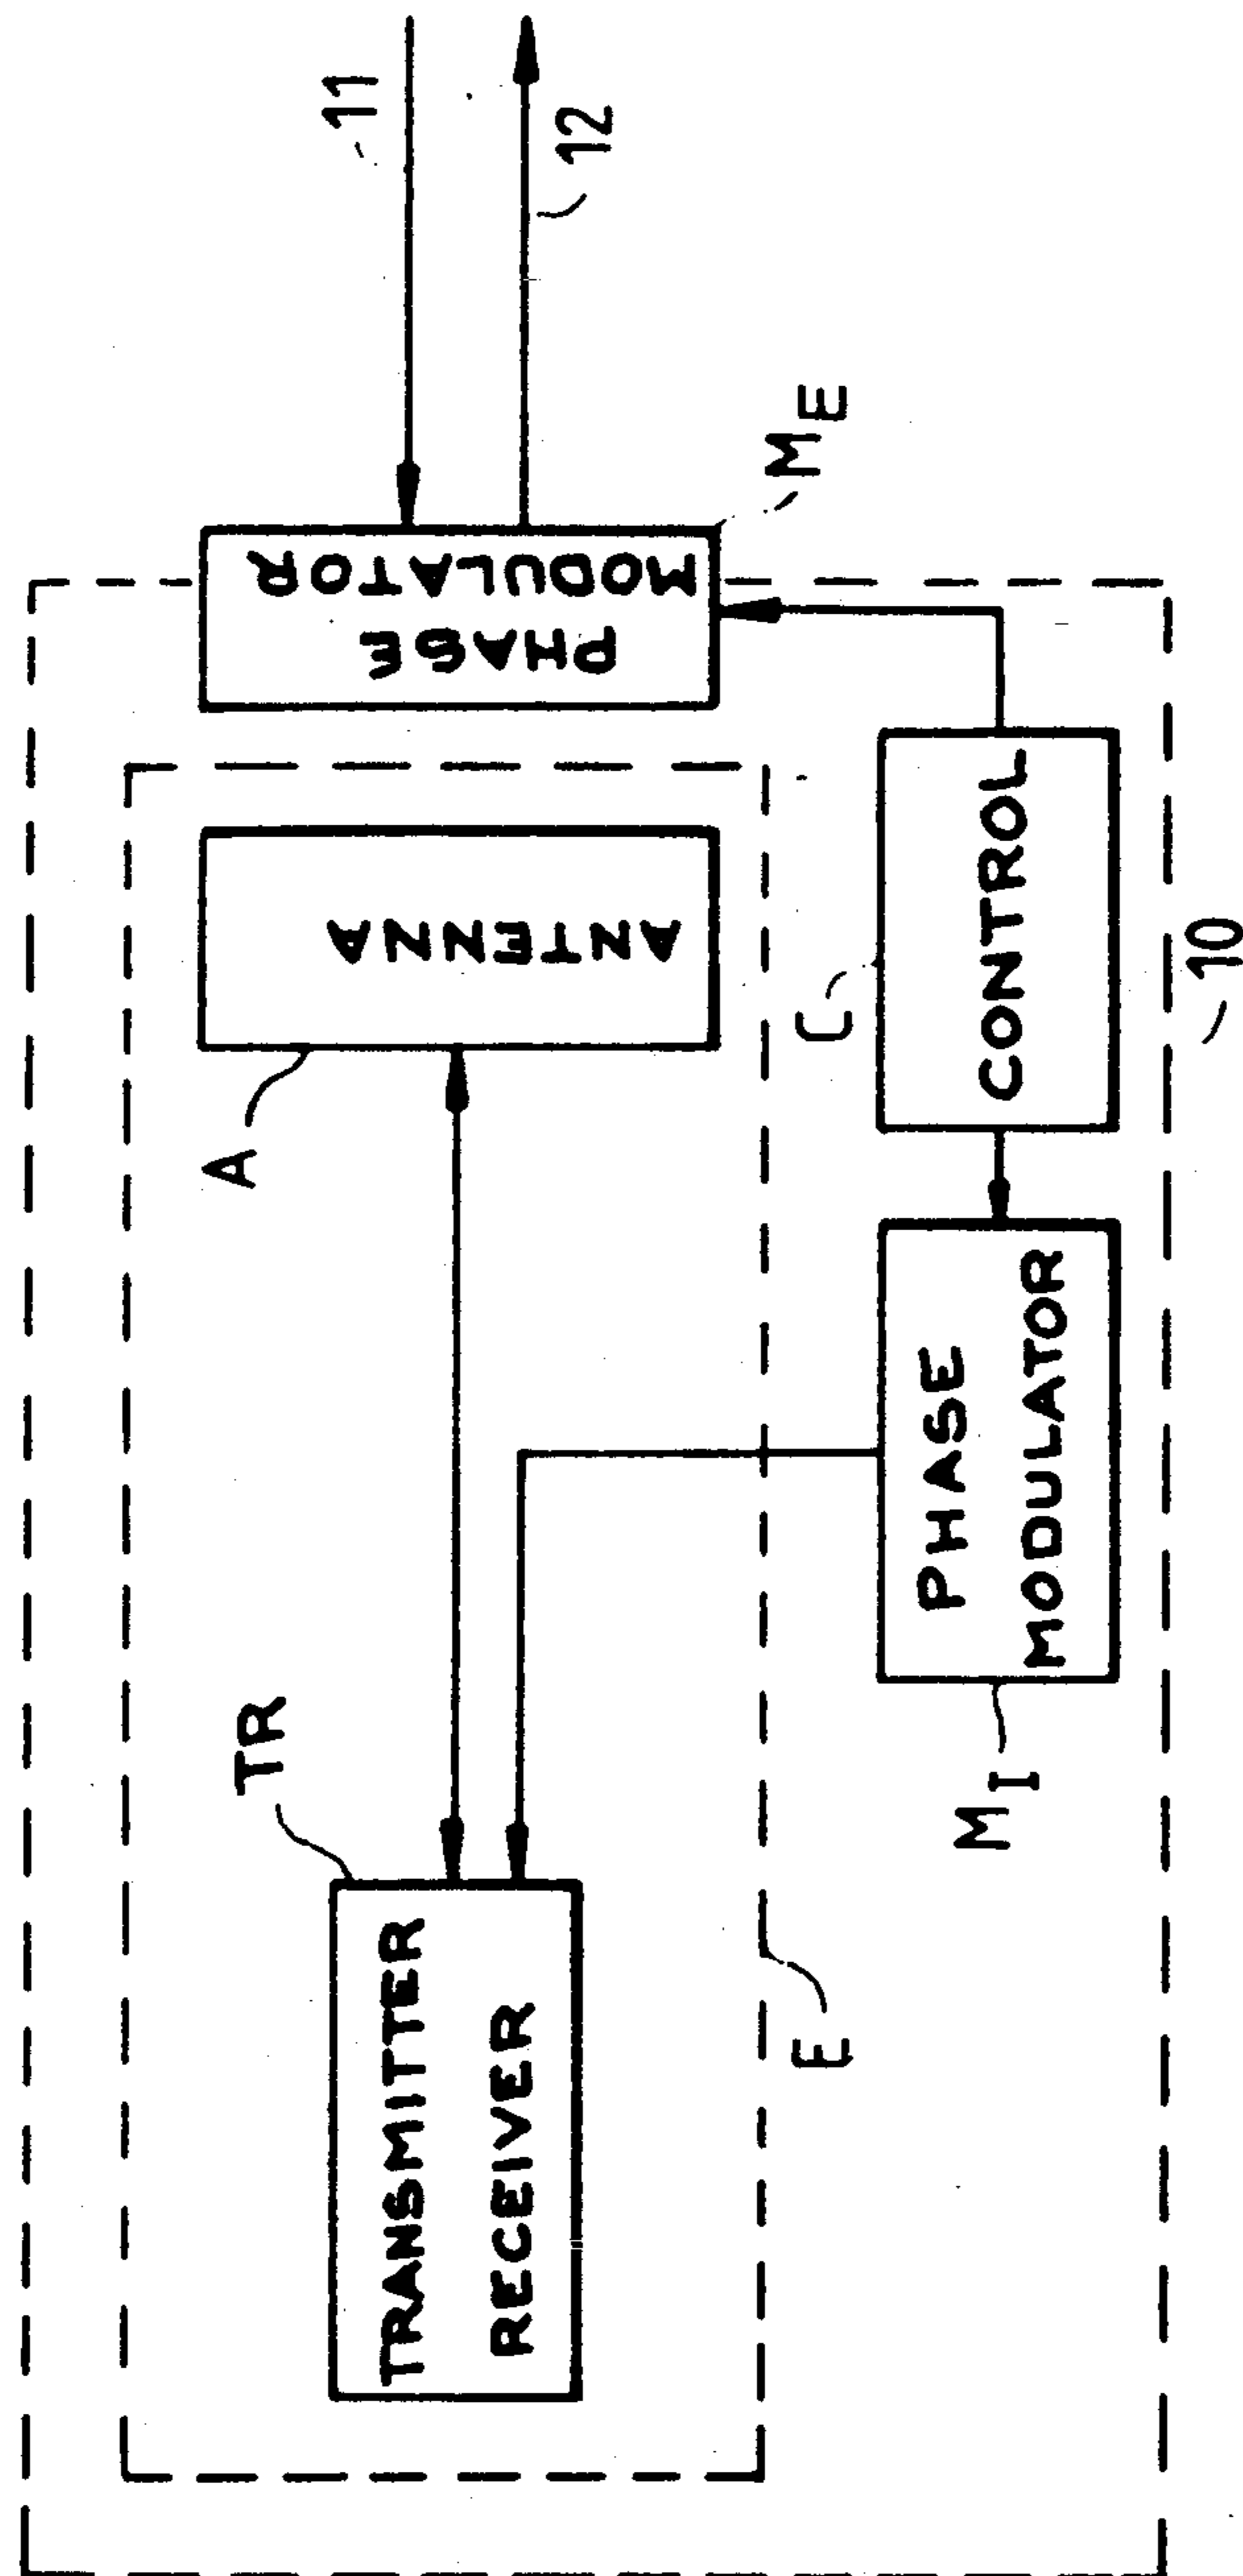 11
12
PHASE
MODULATOR
M_E
ANTENNA
A
TR
TRANSMITTER
RECEIVER
C
CONTROL
10
PHASE
MODULATOR
M_I
E